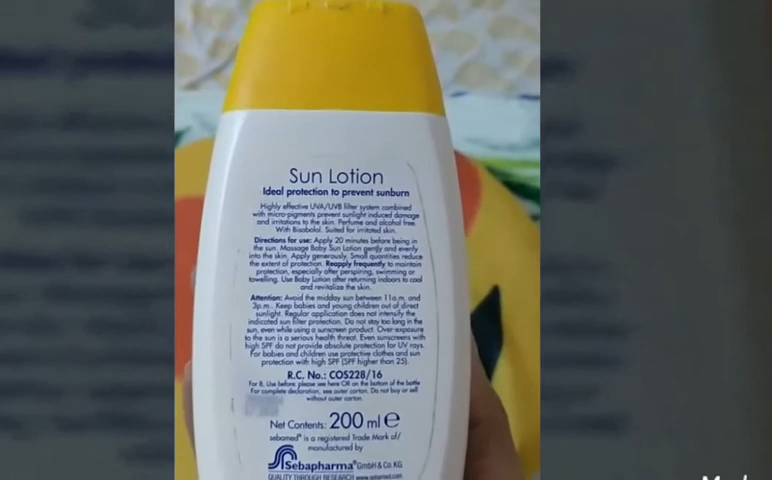 Sun Lotion
Ideal protection to prevent sunburn
Highly effective UVA/UVB filter system combined
with micro-pigments prevent sunlight induced damage
and irritations to the skin. Perfume and alcohol free.
With Bisabolol. Suited for irritated skin.
Directions for use: Apply 20 minutes before being in
the sun. Massage Baby Sun Lotion gently and evenly
into the skin. Apply generously. Small quantities reduce
the extent of protection. Reapply frequently to maintain
protection, especially after perspiring, swimming or
towelling. Use Baby Lotion after returning indoors to cool
and revitalize the skin.
Attention: Avoid the midday sun between 11a.m. and
3p.m.. Keep babies and young children out of direct
sunlight. Regular application does not intensify the
indicated sun filter protection. Do not stay too long in the
sun, even while using a sunscreen product. Over-exposure
to the sun is a serious health threat. Even sunscreens with
high SPF do not provide absolute protection for UV rays.
For babies and children use protective clothes and sun
protection with high SPF (SPF higher than 25).
R.C. No.: COS228/16
For B, Use before: please see here OR on the bottom of the bottle
For complete declaration, see outer carton. Do not buy or sell
without outer carton.
Net Contents: 200 ml e
sebamed® is a registered Trade Mark of/
manufactured by
Sebapharma® GmbH & Co. KG
QUALITY THROUGH RESEARCH www.sebamed.com